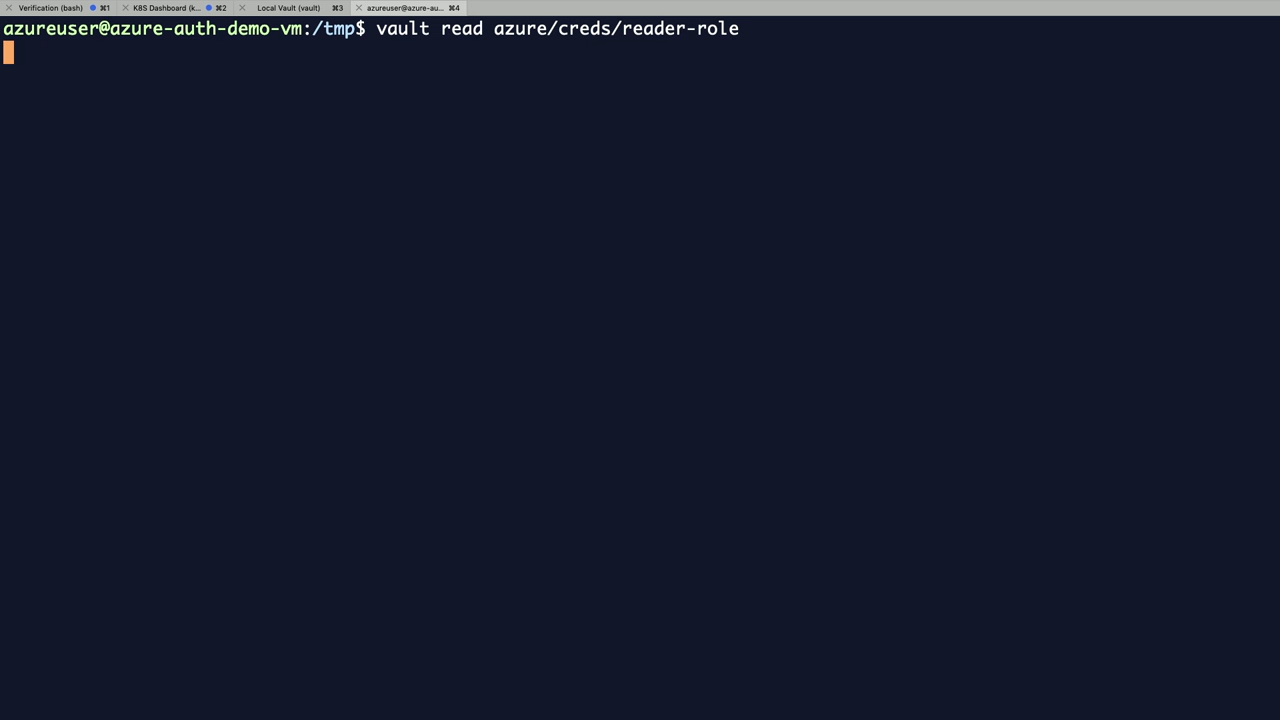 Verification (bash) ⌘1 K8S Dashboard (k... ⌘2 Local Vault (vault) ⌘3 azureuser@azure-au... ⌘4
azureuser@azure-auth-demo-vm:/tmp$ vault read azure/creds/reader-role